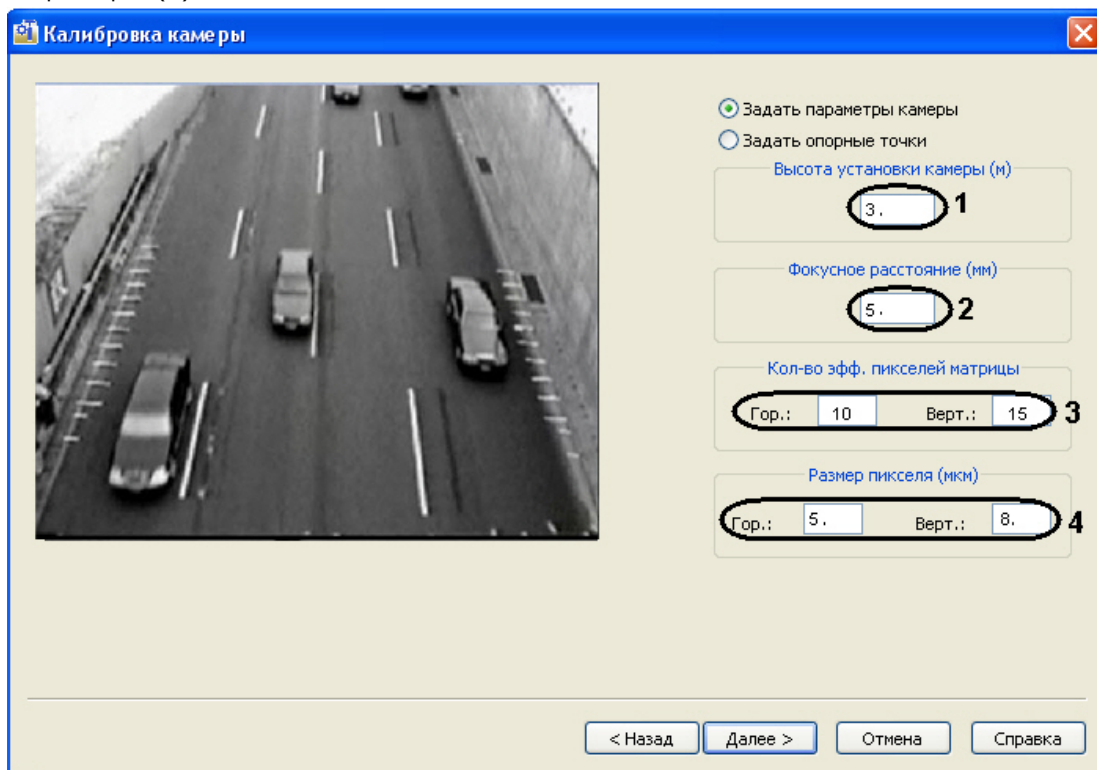 Калибровка камеры
Задать параметры камеры
Задать опорные точки
Высота установки камеры (м)
3. 1
Фокусное расстояние (мм)
5. 2
Кол-во эфф. пикселей матрицы
Гор.: 10 Верт.: 15 3
Размер пикселя (мкм)
Гор.: 5. Верт.: 8. 4
< Назад Далее > Отмена Справка